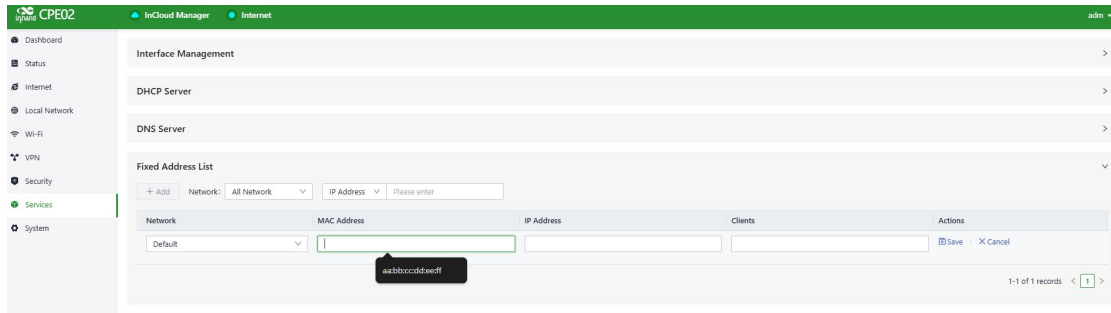 inhand CPE02 InCloud Manager Internet adm
Dashboard
Status
Internet
Local Network
Wi-Fi
VPN
Security
Services
System
Interface Management
DHCP Server
DNS Server
Fixed Address List
+ Add Network: All Network IP Address Please enter
Network MAC Address IP Address Clients Actions
Default Save Cancel
aa:bb:cc:dd:ee:ff
1-1 of 1 records < 1 >